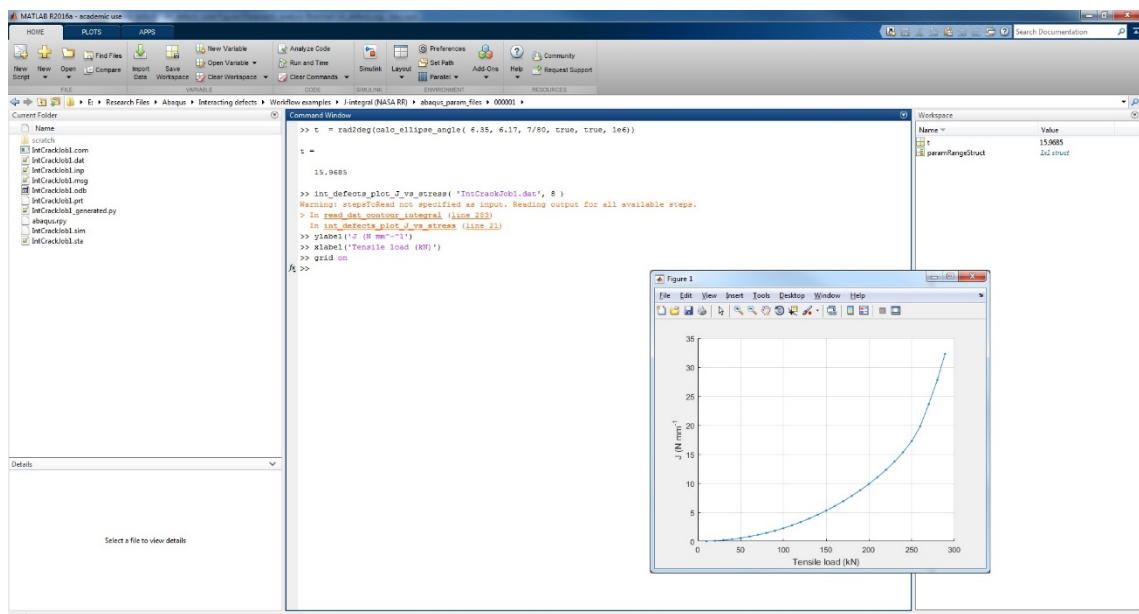 MATLAB R2016a - academic use
HOME PLOTS APPS
Search Documentation
New Script
New
Open
Find Files
Compare
Import Data
Save Workspace
New Variable
Open Variable
Clear Workspace
Analyze Code
Run and Time
Clear Commands
Simulink
Layout
Preferences
Set Path
Parallel
Add-Ons
Help
Community
Request Support
FILE VARIABLE CODE SIMULINK ENVIRONMENT RESOURCES
E: Research Files Abaqus Interacting defects Workflow examples J-integral (NASA RR) abaqus_param_files 000001
Current Folder
Name
scratch
IntCrackJob1.com
IntCrackJob1.dat
IntCrackJob1.inp
IntCrackJob1.msg
IntCrackJob1.odb
IntCrackJob1.prt
IntCrackJob1_generated.py
abaqus.rpy
IntCrackJob1.sim
IntCrackJob1.sta
Details
Select a file to view details
Command Window
>> t = rad2deg(calc_ellipse_angle( 6.35, 6.17, 7/80, true, true, 1e6))
t =
15.9685
>> int_defects_plot_J_vs_stress( 'IntCrackJob1.dat', 8 )
Warning: stepsToRead not specified as input. Reading output for all available steps.
> In read_dat_contour_integral (line 203)
In int_defects_plot_J_vs_stress (line 21)
>> ylabel('J (N mm^-^1')
>> xlabel('Tensile load (kN)')
>> grid on
fx >>
Workspace
Name Value
t 15.9685
paramRangeStruct 1x1 struct
Figure 1
File Edit View Insert Tools Desktop Window Help
35
30
25
20
15
10
5
0
J (N mm-1
0 50 100 150 200 250 300
Tensile load (kN)